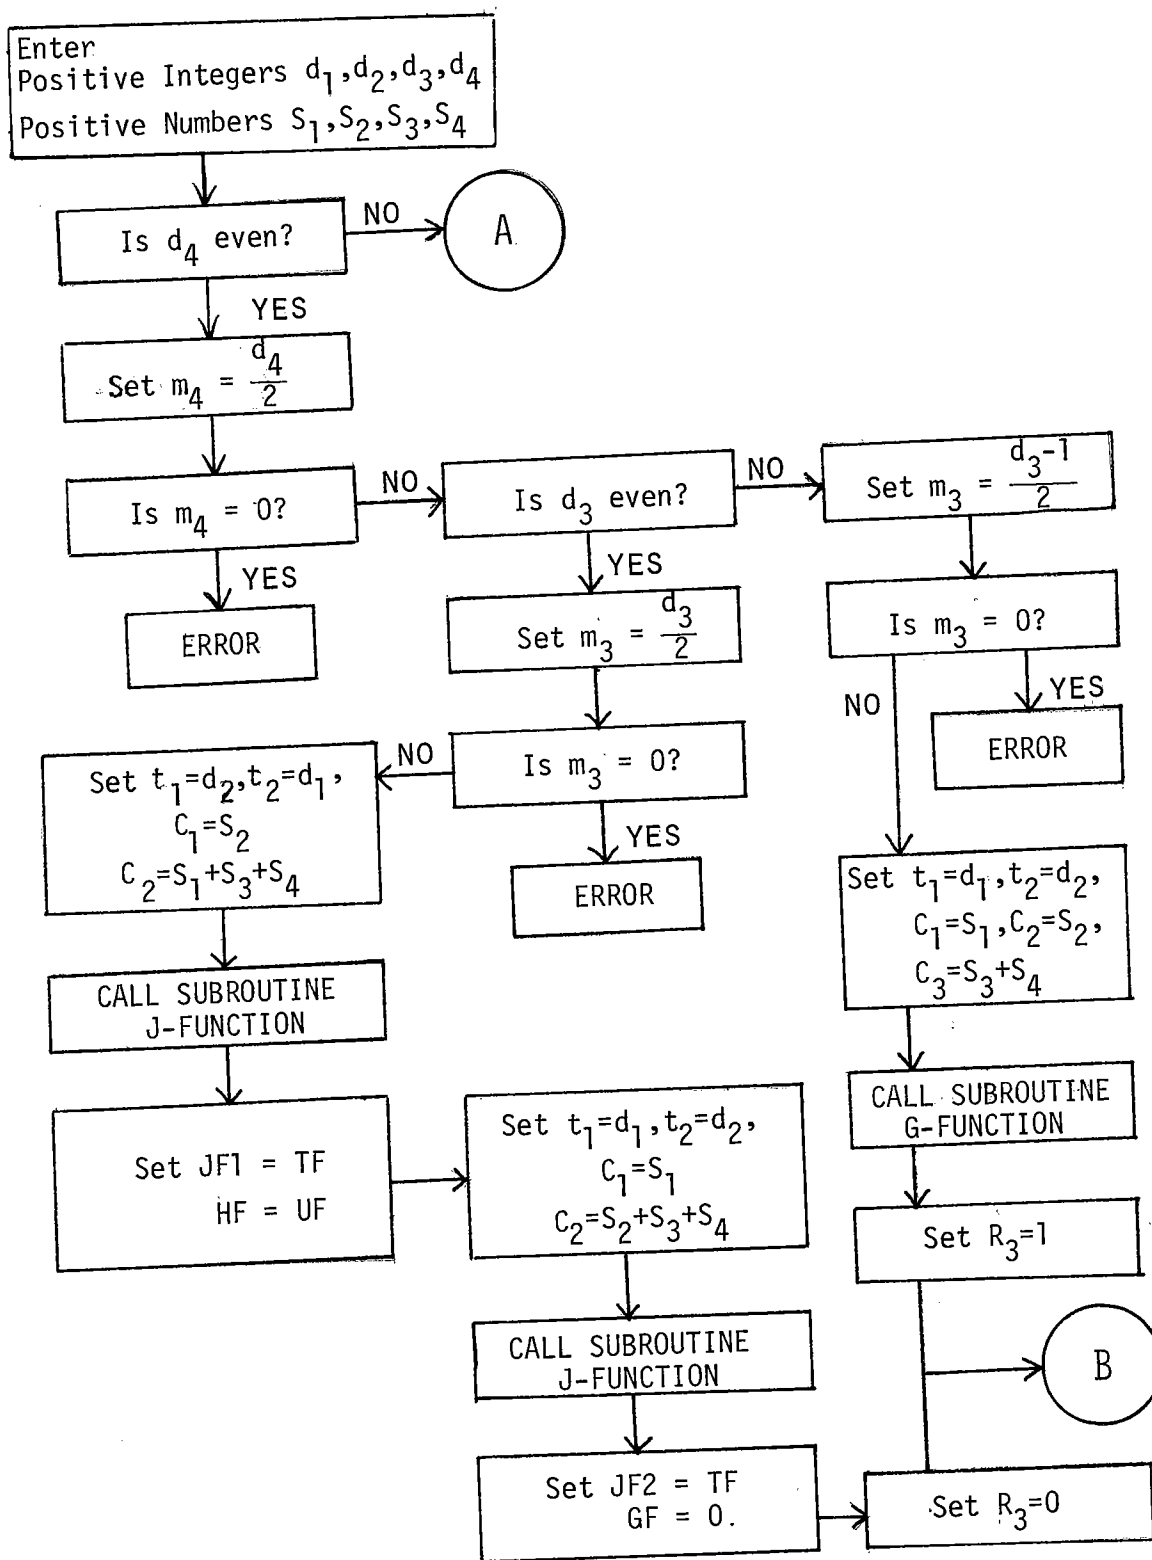 Enter
Positive Integers d₁,d₂,d₃,d₄
Positive Numbers S₁,S₂,S₃,S₄
Is d₄ even?
NO
A
YES
Set m₄ = d₄/2
Is m₄ = 0?
NO
YES
ERROR
Is d₃ even?
NO
YES
Set m₃ = d₃/2
Is m₃ = 0?
NO
YES
ERROR
Set m₃ = d₃-1/2
Is m₃ = 0?
NO
YES
ERROR
Set t₁=d₂,t₂=d₁,
C₁=S₂
C₂=S₁+S₃+S₄
CALL SUBROUTINE
J-FUNCTION
Set JF1 = TF
HF = UF
Set t₁=d₁,t₂=d₂,
C₁=S₁
C₂=S₂+S₃+S₄
CALL SUBROUTINE
J-FUNCTION
Set JF2 = TF
GF = 0.
Set t₁=d₁,t₂=d₂,
C₁=S₁,C₂=S₂,
C₃=S₃+S₄
CALL SUBROUTINE
G-FUNCTION
Set R₃=1
B
Set R₃=0